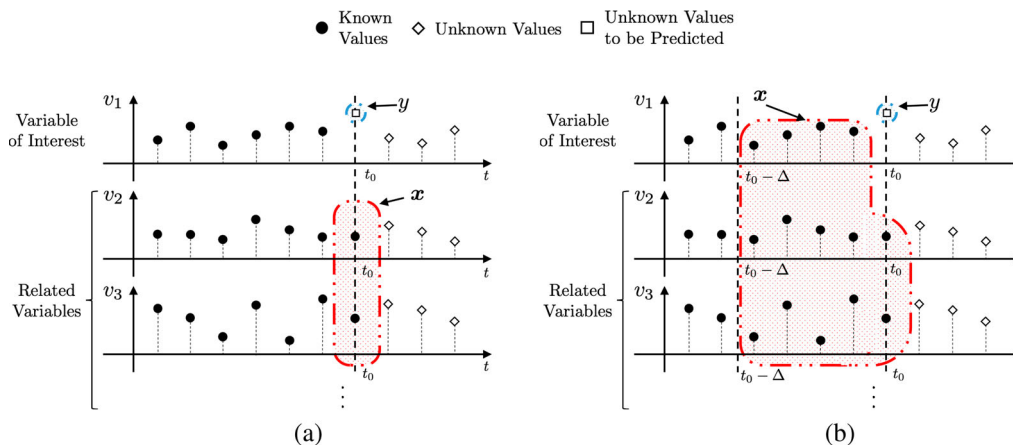 Known
Values
Unknown Values
Unknown Values
to be Predicted
v₁
y
Variable
of Interest
t₀
t
v₂
x
t₀
Related
Variables
v₃
t₀
t
⋮
(a)
v₁
x
y
Variable
of Interest
t₀ − Δ
t₀
t
v₂
t₀ − Δ
t₀
Related
Variables
v₃
t₀ − Δ
t₀
t
⋮
(b)